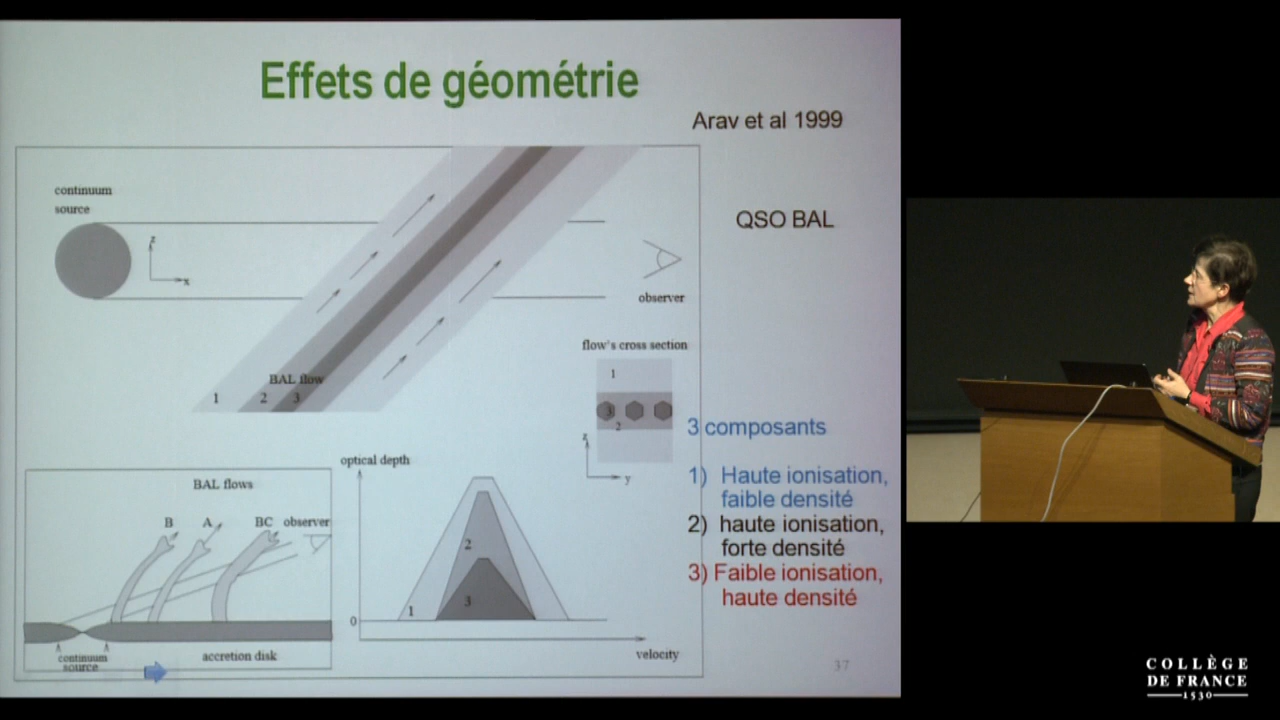 Effets de géométrie
Arav et al 1999
QSO BAL
continuum
source
z
x
observer
BAL flow
1 2 3
flow's cross section
1
3
2
z
y
3 composants
1) Haute ionisation,
faible densité
2) haute ionisation,
forte densité
3) Faible ionisation,
haute densité
BAL flows
B A BC observer
continuum
source
accretion disk
optical depth
2
3
1
0
velocity
37
COLLÈGE
DE FRANCE
1530